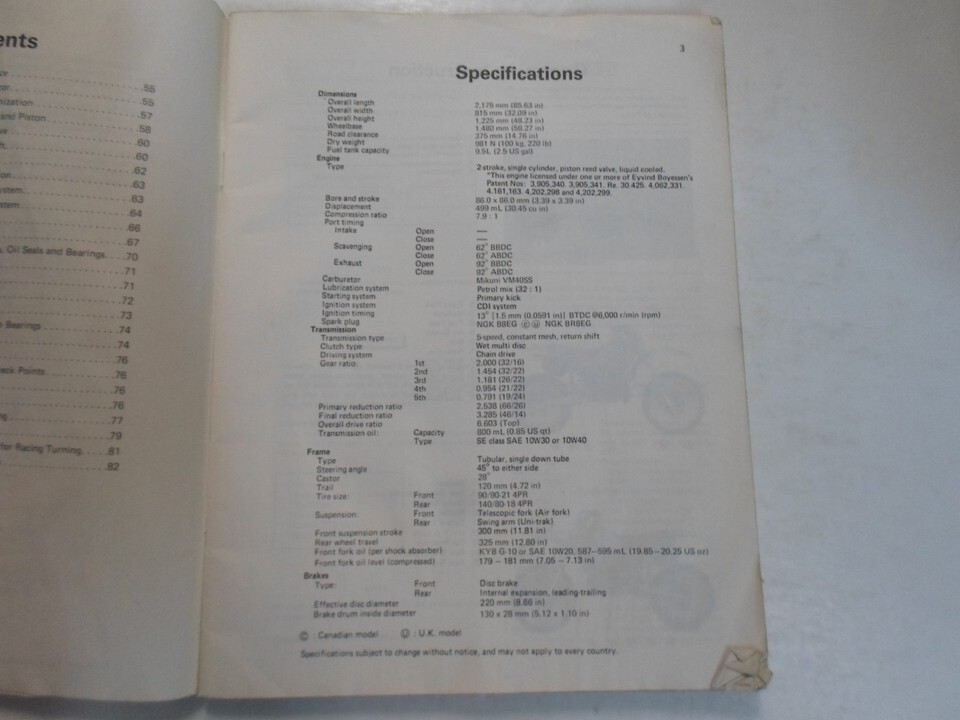 ents
55
55
nization 57
and Piston 58
60
60
62
63
ystem. 63
stem 64
66
67
, Oil Seals and Bearings. 70
71
71
72
73
Bearings 74
74
76
eck Points 76
76
76
77
79
for Racing Turning. 81
82
3
Specifications
Dimensions
Overall length 2,175 mm (85.63 in)
Overall width 815 mm (32.09 in)
Overall height 1,225 mm (48.23 in)
Wheelbase 1,480 mm (58.27 in)
Road clearance 375 mm (14.76 in)
Dry weight 981 N (100 kg, 220 lb)
Fuel tank capacity 9.5L (2.5 US gal)
Engine
Type 2-stroke, single cylinder, piston reed valve, liquid cooled.
*This engine licensed under one or more of Eyvind Boyesen's
Patent Nos: 3,905,340. 3,905,341. Re. 30,425. 4,062,331.
4,161,163. 4,202,298 and 4,202,299.
Bore and stroke 86.0 x 86.0 mm (3.39 x 3.39 in)
Displacement 499 mL (30.45 cu in)
Compression ratio 7.9 : 1
Port timing
Intake Open —
Close —
Scavenging Open 62° BBDC
Close 62° ABDC
Exhaust Open 92° BBDC
Close 92° ABDC
Carburetor Mikuni VM40SS
Lubrication system Petrol mix (32 : 1)
Starting system Primary kick
Ignition system CDI system
Ignition timing 13° [1.5 mm (0.0591 in)] BTDC @6,000 r/min (rpm)
Spark plug NGK B8EG Ⓒ Ⓤ NGK BR8EG
Transmission
Transmission type 5-speed, constant mesh, return shift
Clutch type Wet multi disc
Driving system Chain drive
Gear ratio: 1st 2.000 (32/16)
2nd 1.454 (32/22)
3rd 1.181 (26/22)
4th 0.954 (21/22)
5th 0.791 (19/24)
Primary reduction ratio 2.538 (66/26)
Final reduction ratio 3.285 (46/14)
Overall drive ratio 6.603 (Top)
Transmission oil: Capacity 800 mL (0.85 US qt)
Type SE class SAE 10W30 or 10W40
Frame
Type Tubular, single down tube
Steering angle 45° to either side
Castor 28°
Trail 120 mm (4.72 in)
Tire size: Front 90/90-21 4PR
Rear 140/80-18 4PR
Suspension: Front Telescopic fork (Air fork)
Rear Swing arm (Uni-trak)
Front suspension stroke 300 mm (11.81 in)
Rear wheel travel 325 mm (12.80 in)
Front fork oil (per shock absorber) KYB G-10 or SAE 10W20, 587–595 mL (19.85–20.25 US oz)
Front fork oil level (compressed) 179 – 181 mm (7.05 – 7.13 in)
Brakes
Type: Front Disc brake
Rear Internal expansion, leading-trailing
Effective disc diameter 220 mm (8.66 in)
Brake drum inside diameter 130 x 28 mm (5.12 x 1.10 in)
Ⓒ : Canadian model Ⓤ : U.K. model
Specifications subject to change without notice, and may not apply to every country.